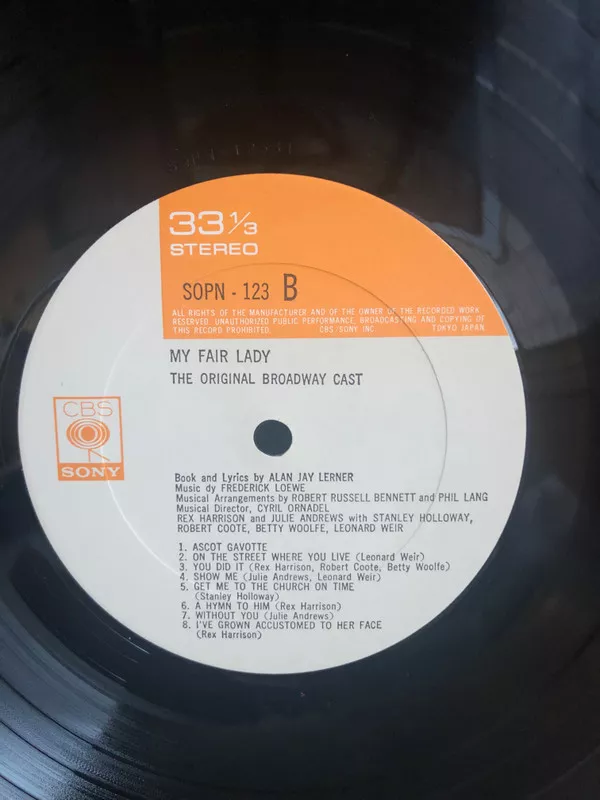 33 1/3
STEREO
SOPN - 123 B
ALL RIGHTS OF THE MANUFACTURER AND OF THE OWNER OF THE RECORDED WORK
RESERVED. UNAUTHORIZED PUBLIC PERFORMANCE, BROADCASTING AND COPYING OF
THIS RECORD PROHIBITED. CBS/SONY INC. TOKYO JAPAN
MY FAIR LADY
THE ORIGINAL BROADWAY CAST
CBS
SONY
Book and Lyrics by ALAN JAY LERNER
Music dy FREDERICK LOEWE
Musical Arrangements by ROBERT RUSSELL BENNETT and PHIL LANG
Musical Director, CYRIL ORNADEL
REX HARRISON and JULIE ANDREWS with STANLEY HOLLOWAY,
ROBERT COOTE, BETTY WOOLFE, LEONARD WEIR
1. ASCOT GAVOTTE
2. ON THE STREET WHERE YOU LIVE (Leonard Weir)
3. YOU DID IT (Rex Harrison, Robert Coote, Betty Woolfe)
4. SHOW ME (Julie Andrews, Leonard Weir)
5. GET ME TO THE CHURCH ON TIME
(Stanley Holloway)
6. A HYMN TO HIM (Rex Harrison)
7. WITHOUT YOU (Julie Andrews)
8. I'VE GROWN ACCUSTOMED TO HER FACE
(Rex Harrison)